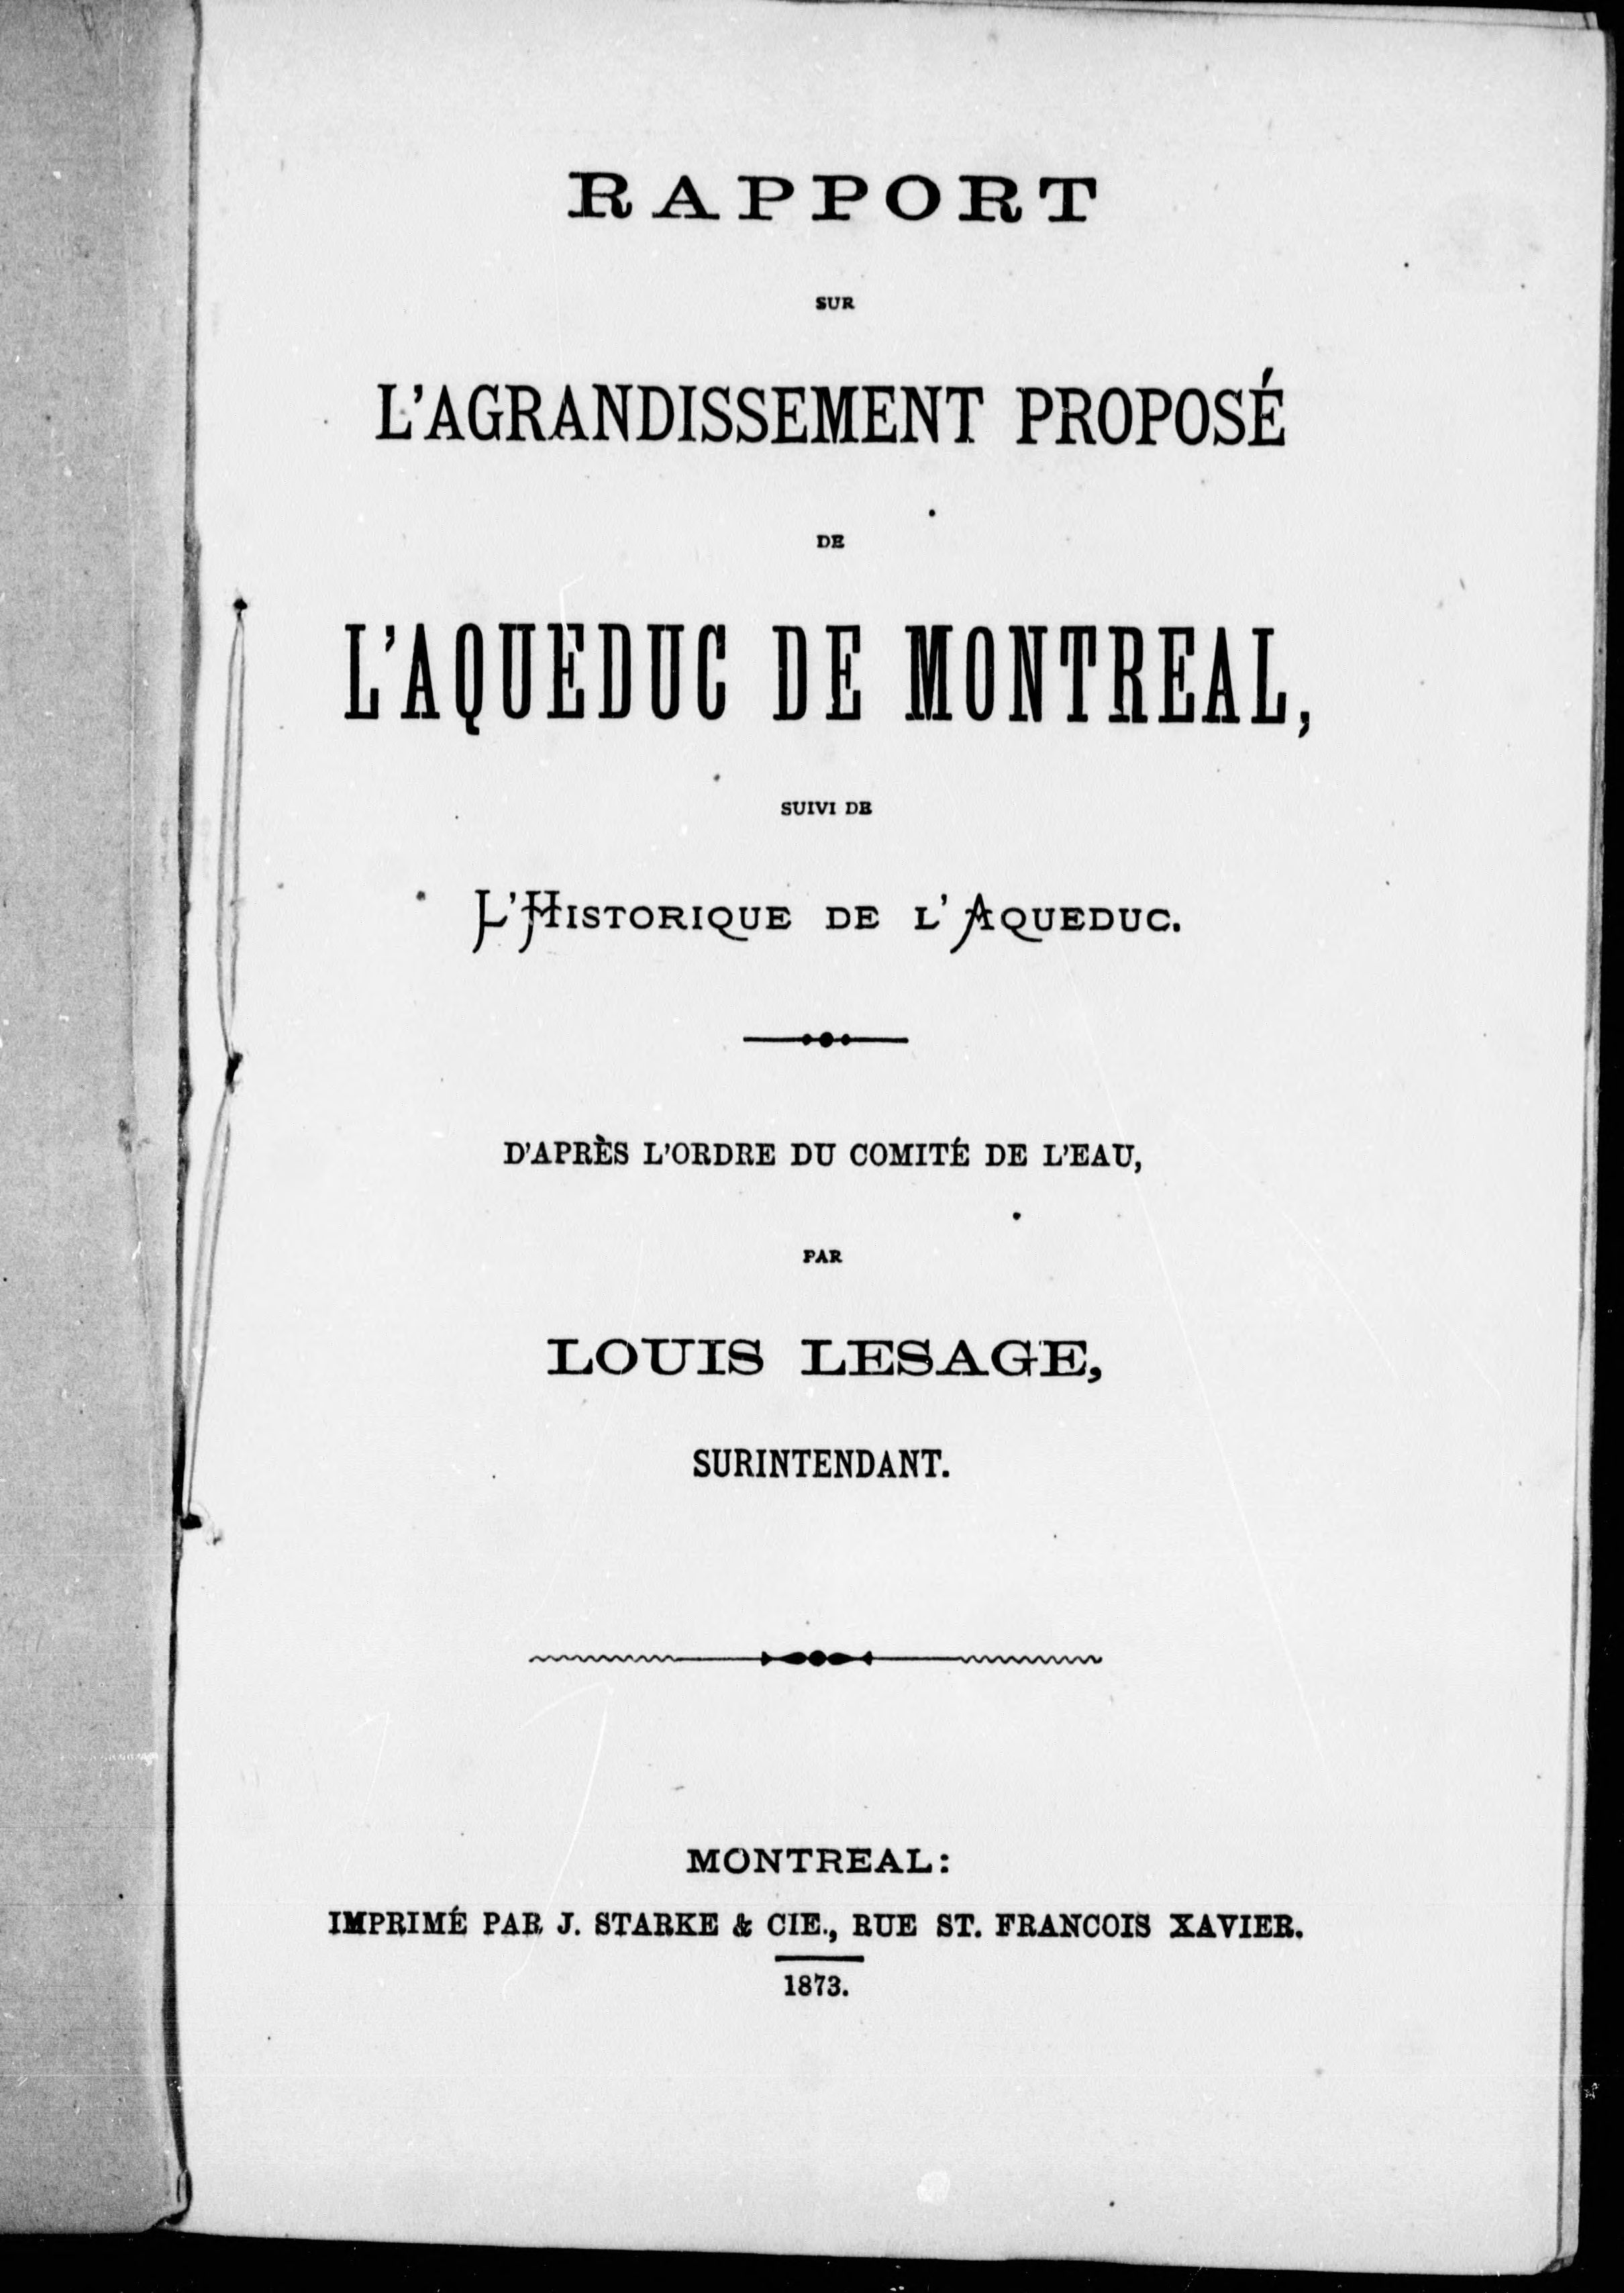 RAPPORT
SUR
L'AGRANDISSEMENT PROPOSÉ
DE
L'AQUEDUC DE MONTREAL,
SUIVI DE
L'HISTORIQUE DE L'AQUEDUC.
D'APRÈS L'ORDRE DU COMITÉ DE L'EAU,
PAR
LOUIS LESAGE,
SURINTENDANT.
MONTREAL:
IMPRIMÉ PAR J. STARKE & CIE., RUE ST. FRANCOIS XAVIER.
1873.